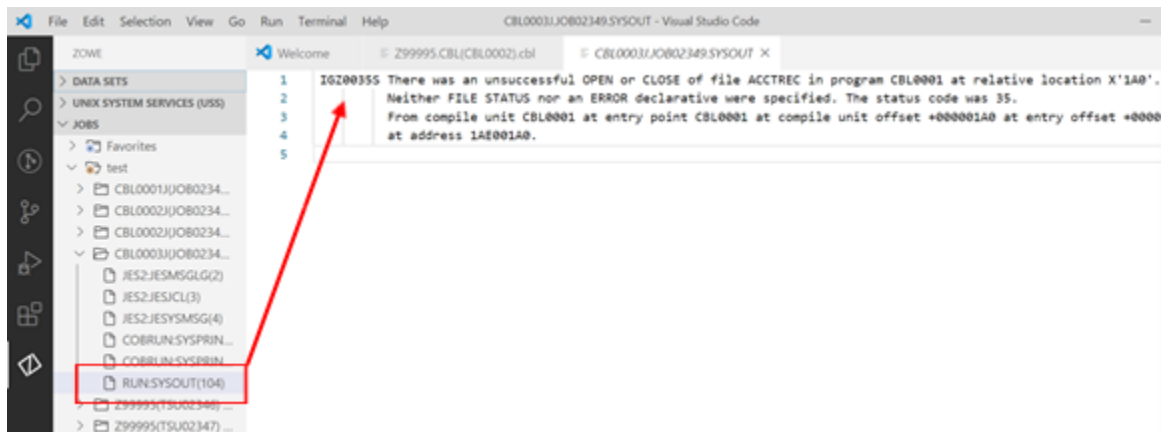 File Edit Selection View Go Run Terminal Help CBL0003J.JOB02349.SYSOUT - Visual Studio Code
ZOWE
DATA SETS
UNIX SYSTEM SERVICES (USS)
JOBS
Favorites
test
CBL0001J(JOB0234...
CBL0002J(JOB0234...
CBL0002J(JOB0234...
CBL0003J(JOB0234...
JES2:JESMSGLG(2)
JES2:JESJCL(3)
JES2:JESYSMSG(4)
COBRUN:SYSPRIN...
COBRUN:SYSPRIN...
RUN:SYSOUT(104)
Z99995(TSU02346) ...
Z99995(TSU02347) ...
Welcome Z99995.CBL(CBL0002).cbl CBL0003J.JOB02349.SYSOUT ×
1 IGZ0035S There was an unsuccessful OPEN or CLOSE of file ACCTREC in program CBL0001 at relative location X'1A0'.
2 Neither FILE STATUS nor an ERROR declarative were specified. The status code was 35.
3 From compile unit CBL0001 at entry point CBL0001 at compile unit offset +000001A0 at entry offset +0000
4 at address 1AE001A0.
5